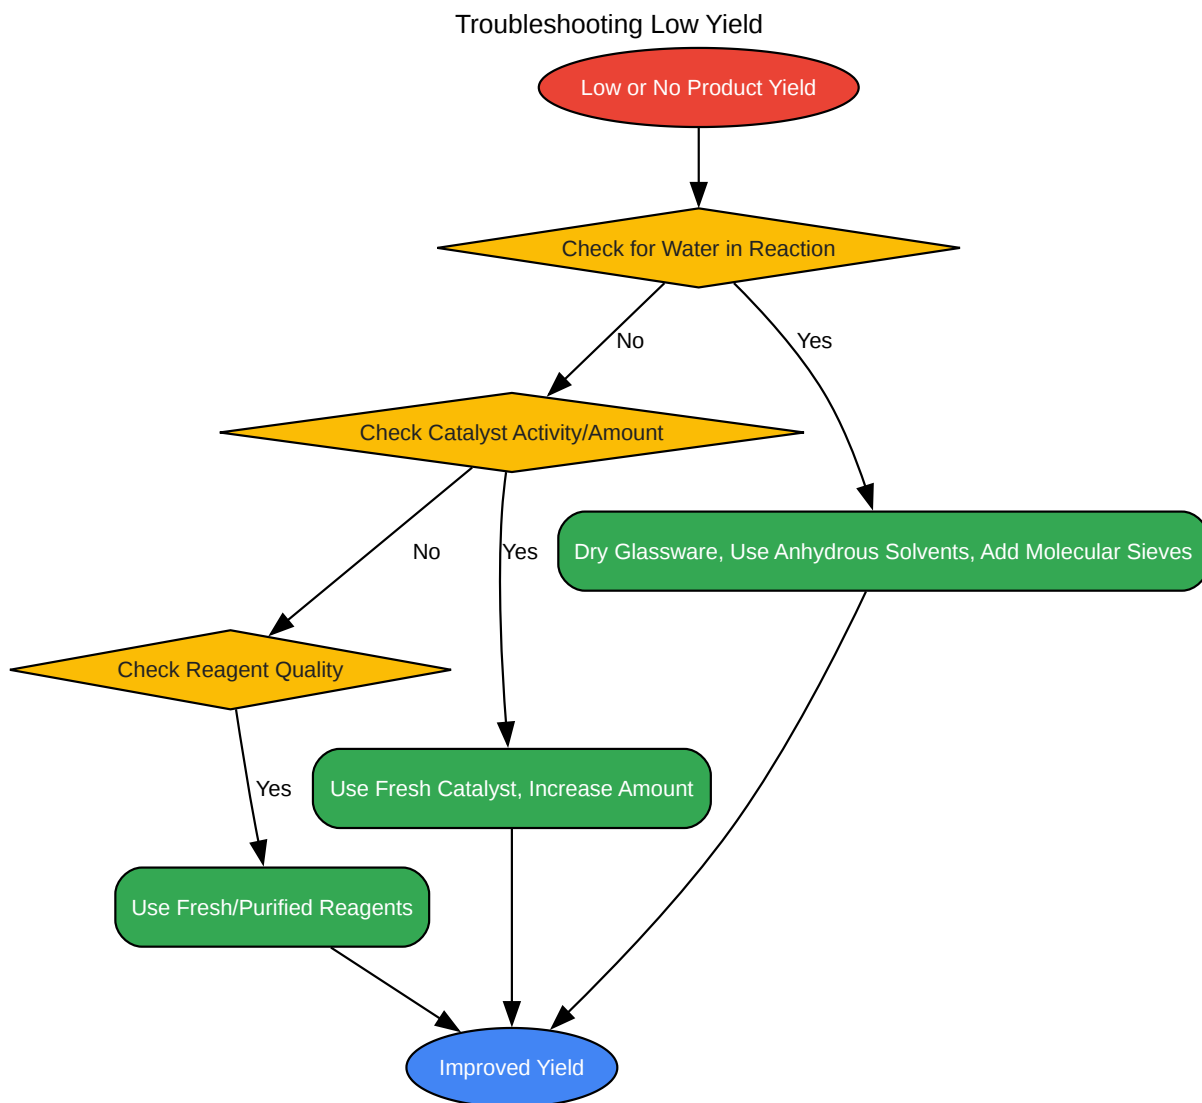 Troubleshooting Low Yield
Low or No Product Yield
Check for Water in Reaction
No
Yes
Check Catalyst Activity/Amount
No
Yes
Dry Glassware, Use Anhydrous Solvents, Add Molecular Sieves
Check Reagent Quality
Yes
Use Fresh Catalyst, Increase Amount
Use Fresh/Purified Reagents
Improved Yield